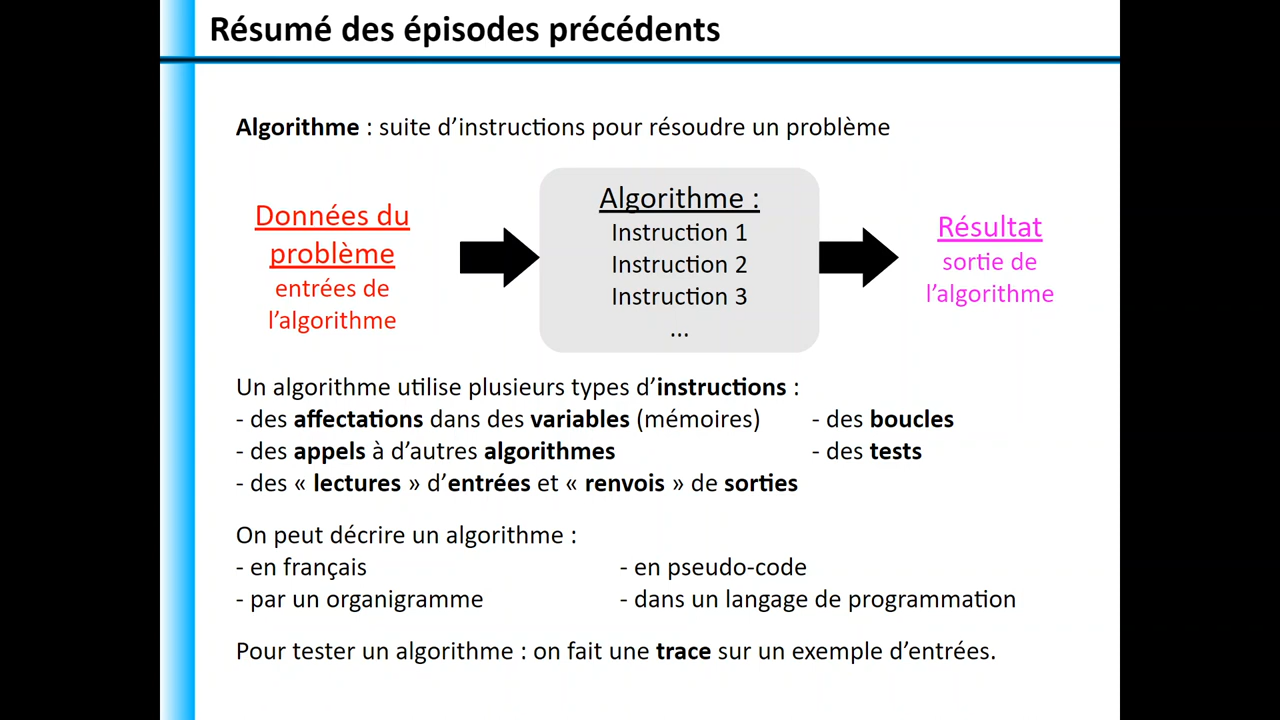 Résumé des épisodes précédents
Algorithme : suite d’instructions pour résoudre un problème
Données du
problème
entrées de
l’algorithme
Algorithme :
Instruction 1
Instruction 2
Instruction 3
...
Résultat
sortie de
l’algorithme
Un algorithme utilise plusieurs types d’instructions :
- des affectations dans des variables (mémoires) - des boucles
- des appels à d’autres algorithmes - des tests
- des « lectures » d’entrées et « renvois » de sorties
On peut décrire un algorithme :
- en français - en pseudo-code
- par un organigramme - dans un langage de programmation
Pour tester un algorithme : on fait une trace sur un exemple d’entrées.